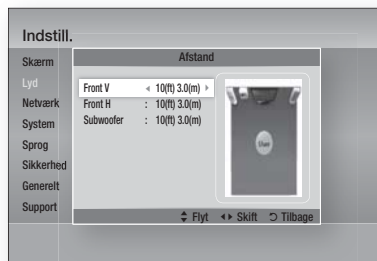 Indstill.
Skærm
Lyd
Netværk
System
Sprog
Sikkerhed
Generelt
Support
Afstand
Front V ◄ 10(ft) 3.0(m) ►
Front H : 10(ft) 3.0(m)
Subwoofer : 10(ft) 3.0(m)
Flyt ◄► Skift Tilbage